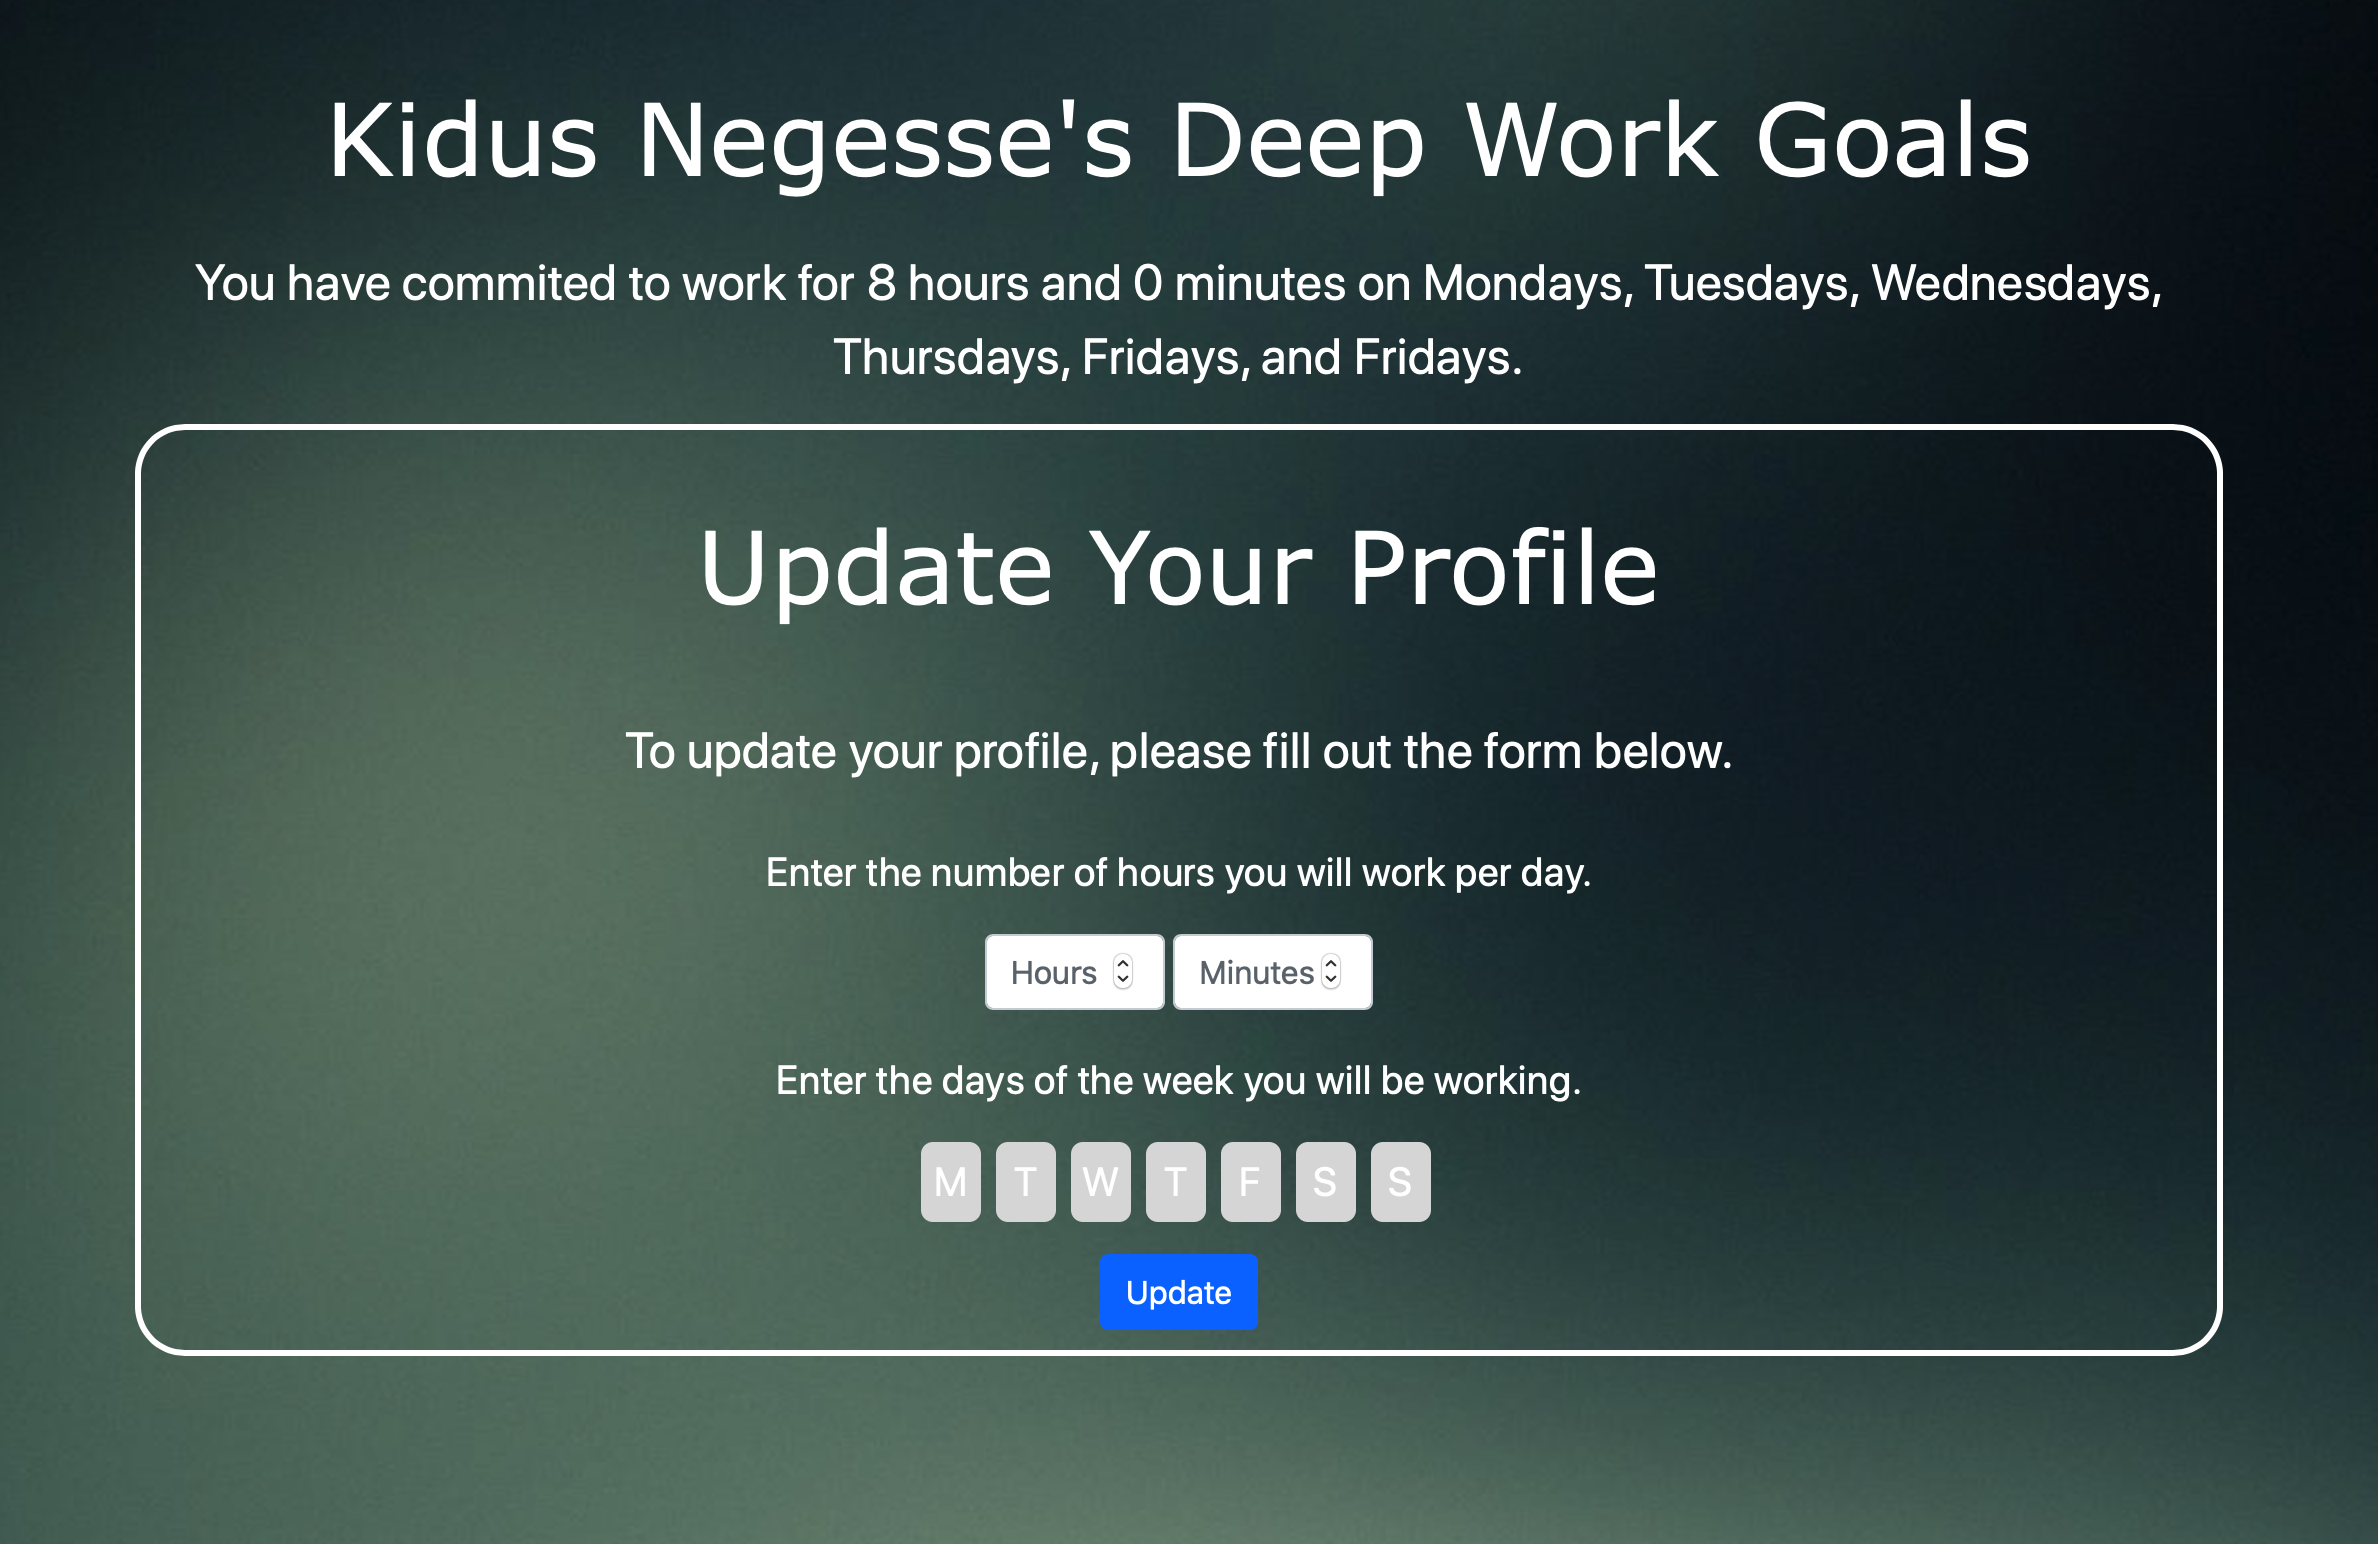 Kidus Negesse's Deep Work Goals
You have commited to work for 8 hours and 0 minutes on Mondays, Tuesdays, Wednesdays,
Thursdays, Fridays, and Fridays.
Update Your Profile
To update your profile, please fill out the form below.
Enter the number of hours you will work per day.
Hours Minutes
Enter the days of the week you will be working.
M T W T F S S
Update